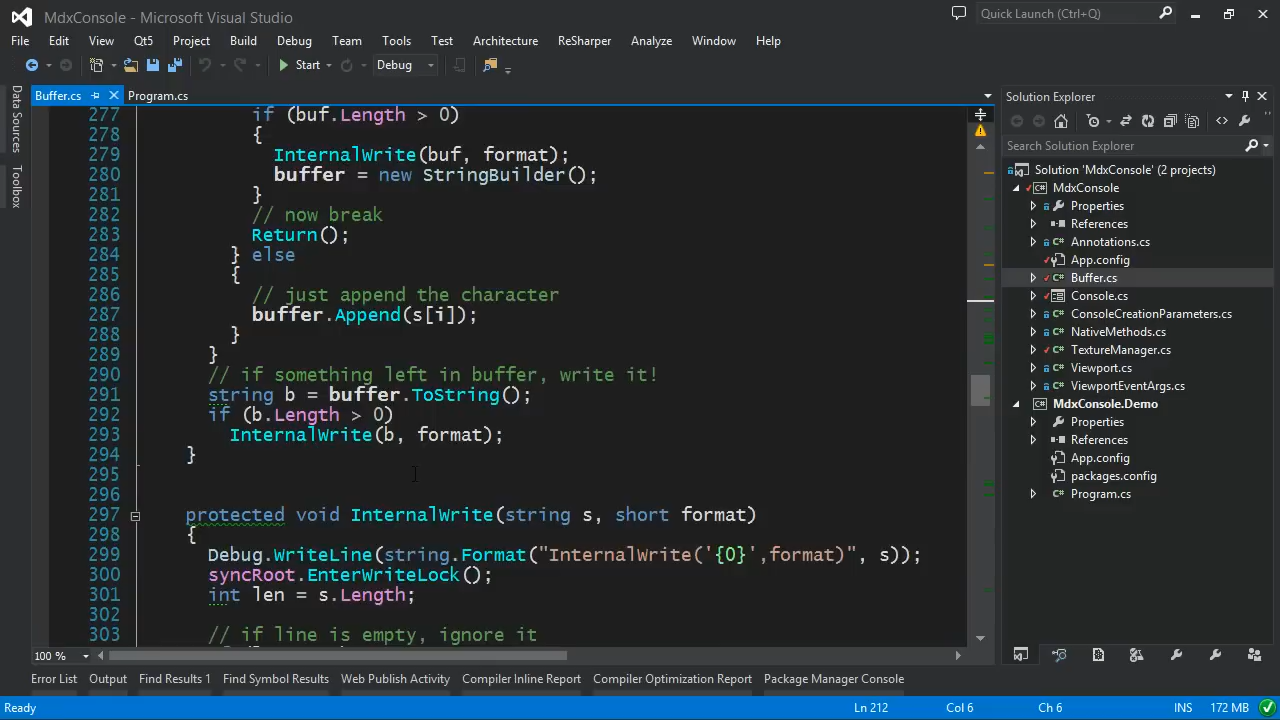 MdxConsole - Microsoft Visual Studio
Quick Launch (Ctrl+Q)
File Edit View Qt5 Project Build Debug Team Tools Test Architecture ReSharper Analyze Window Help
Start Debug
Data Sources
Toolbox
Buffer.cs Program.cs
277 if (buf.Length > 0)
278 {
279 InternalWrite(buf, format);
280 buffer = new StringBuilder();
281 }
282 // now break
283 Return();
284 } else
285 {
286 // just append the character
287 buffer.Append(s[i]);
288 }
289 }
290 // if something left in buffer, write it!
291 string b = buffer.ToString();
292 if (b.Length > 0)
293 InternalWrite(b, format);
294 }
295
296
297 protected void InternalWrite(string s, short format)
298 {
299 Debug.WriteLine(string.Format("InternalWrite('{0}',format)", s));
300 syncRoot.EnterWriteLock();
301 int len = s.Length;
302
303 // if line is empty, ignore it
100 %
Solution Explorer
Search Solution Explorer
Solution 'MdxConsole' (2 projects)
MdxConsole
Properties
References
Annotations.cs
App.config
Buffer.cs
Console.cs
ConsoleCreationParameters.cs
NativeMethods.cs
TextureManager.cs
Viewport.cs
ViewportEventArgs.cs
MdxConsole.Demo
Properties
References
App.config
packages.config
Program.cs
Error List Output Find Results 1 Find Symbol Results Web Publish Activity Compiler Inline Report Compiler Optimization Report Package Manager Console
Ready Ln 212 Col 6 Ch 6 INS 172 MB